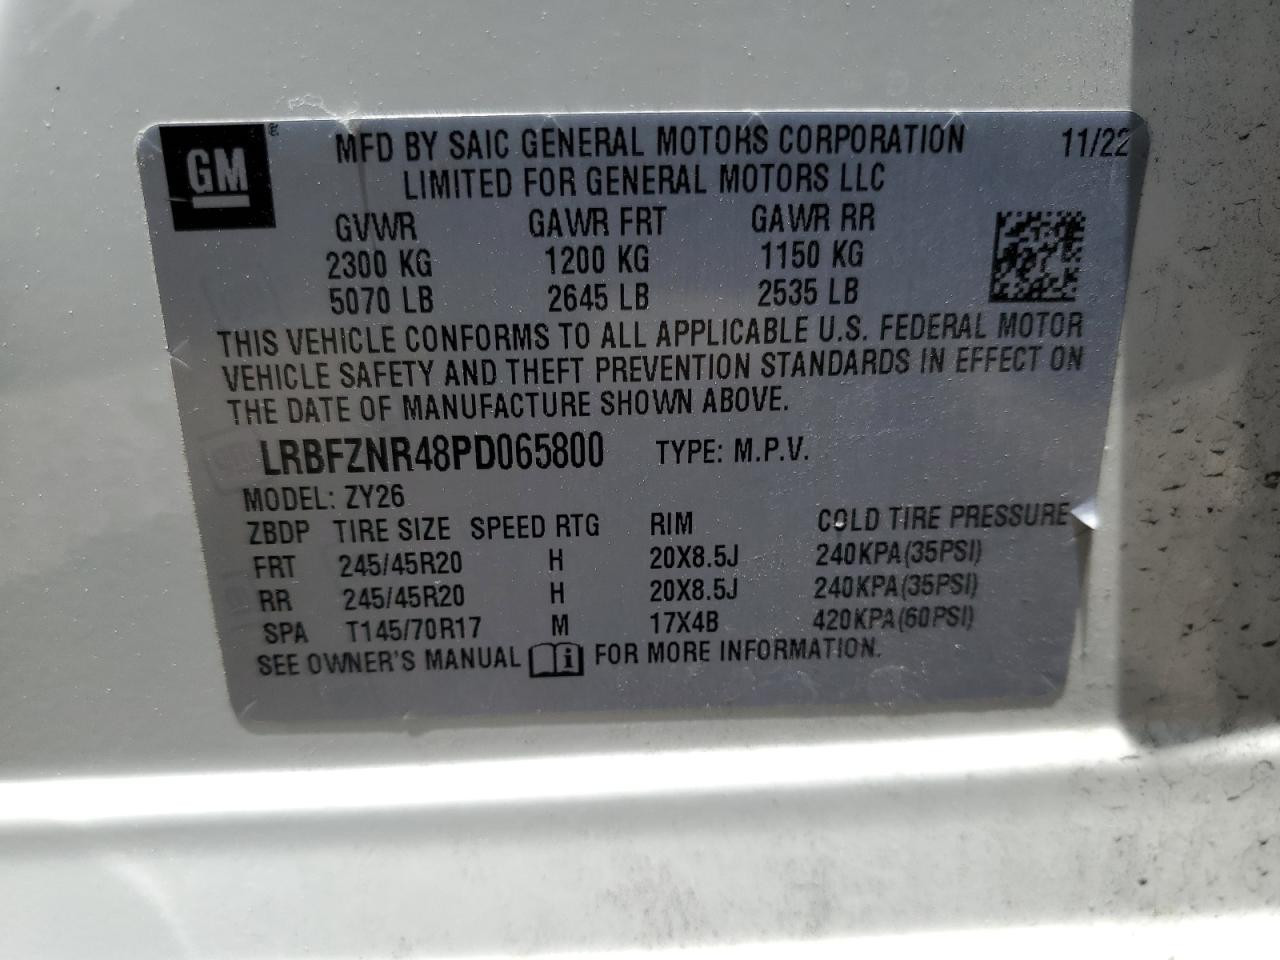 GM ®
MFD BY SAIC GENERAL MOTORS CORPORATION 11/22
LIMITED FOR GENERAL MOTORS LLC
GVWR GAWR FRT GAWR RR
2300 KG 1200 KG 1150 KG
5070 LB 2645 LB 2535 LB
THIS VEHICLE CONFORMS TO ALL APPLICABLE U.S. FEDERAL MOTOR
VEHICLE SAFETY AND THEFT PREVENTION STANDARDS IN EFFECT ON
THE DATE OF MANUFACTURE SHOWN ABOVE.
LRBFZNR48PD065800 TYPE: M.P.V.
MODEL: ZY26
ZBDP TIRE SIZE SPEED RTG RIM COLD TIRE PRESSURE
FRT 245/45R20 H 20X8.5J 240KPA(35PSI)
RR 245/45R20 H 20X8.5J 240KPA(35PSI)
SPA T145/70R17 M 17X4B 420KPA(60PSI)
SEE OWNER'S MANUAL i FOR MORE INFORMATION.